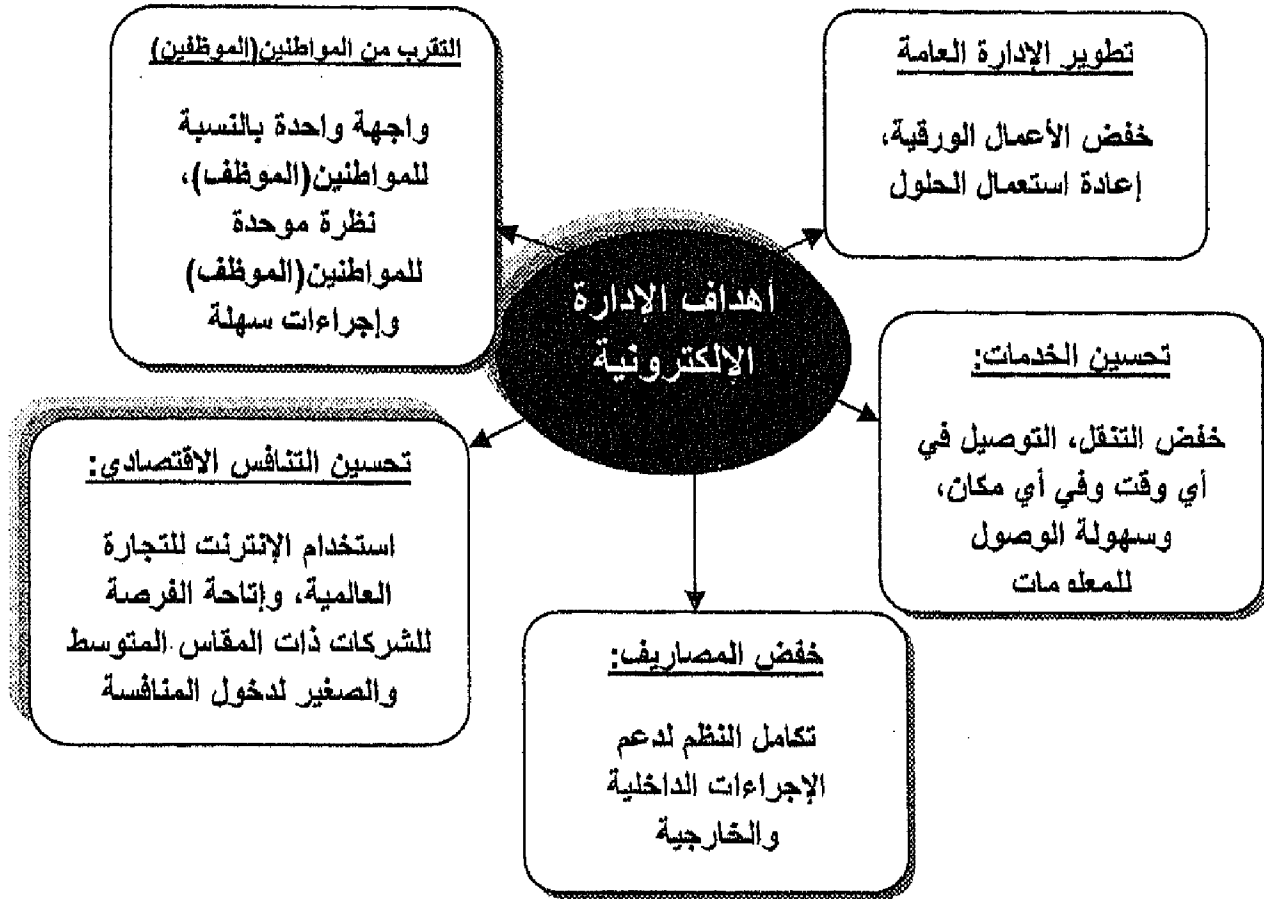 تطوير الإدارة العامة
خفض الأعمال الورقية،
إعادة استعمال الحلول
التقرب من المواطنين(الموظفين)
واجهة واحدة بالنسبة
للمواطنين(الموظف)،
نظرة موحدة
للمواطنين(الموظف)
وإجراءات سهلة
أهداف الإدارة
الإلكترونية
تحسين الخدمات:
خفض التنقل، التوصيل في
أي وقت وفي أي مكان،
وسهولة الوصول
للمعلومات
تحسين التنافس الاقتصادي:
استخدام الإنترنت للتجارة
العالمية، وإتاحة الفرصة
للشركات ذات المقاس المتوسط
والصغير لدخول المنافسة
خفض المصاريف:
تكامل النظم لدعم
الإجراءات الداخلية
والخارجية